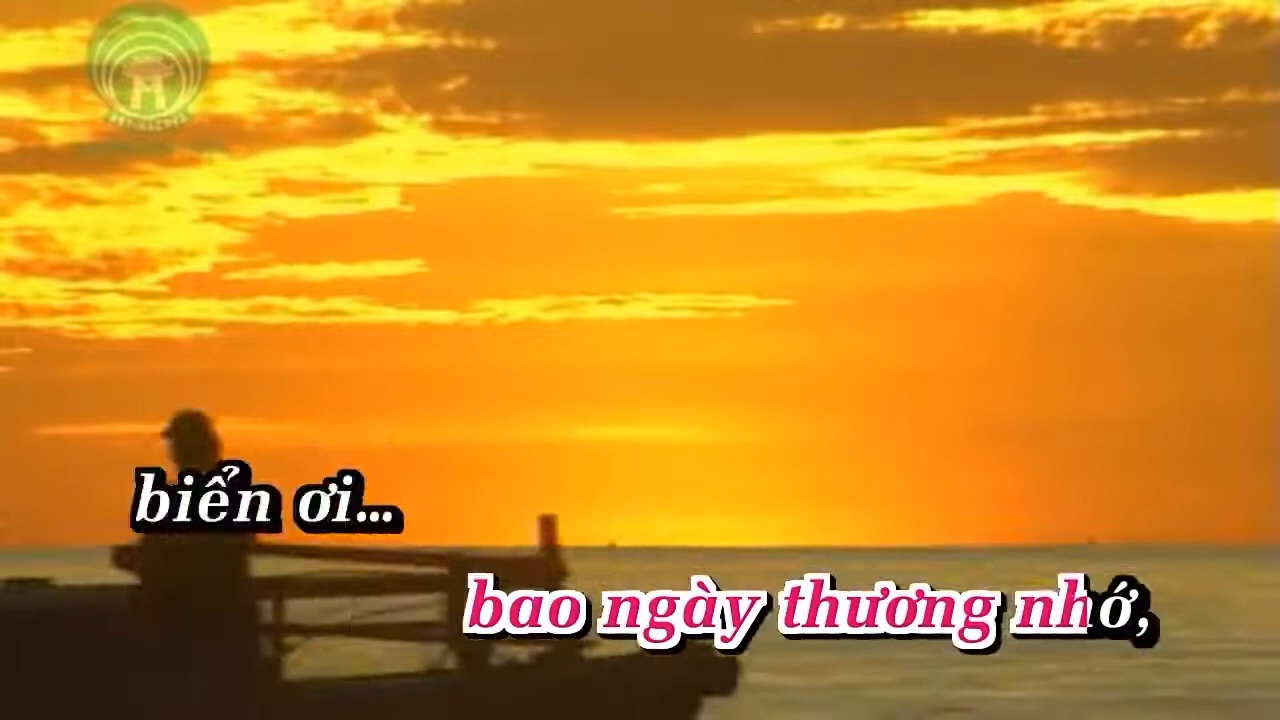 biển ơi...
bao ngày thương nhớ,